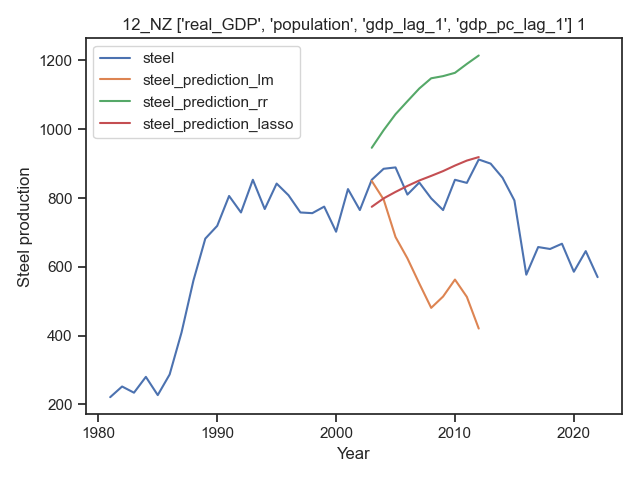 12_NZ ['real_GDP', 'population', 'gdp_lag_1', 'gdp_pc_lag_1'] 1
steel
steel_prediction_lm
steel_prediction_rr
steel_prediction_lasso
Steel production
1200
1000
800
600
400
200
1980
1990
2000
2010
2020
Year